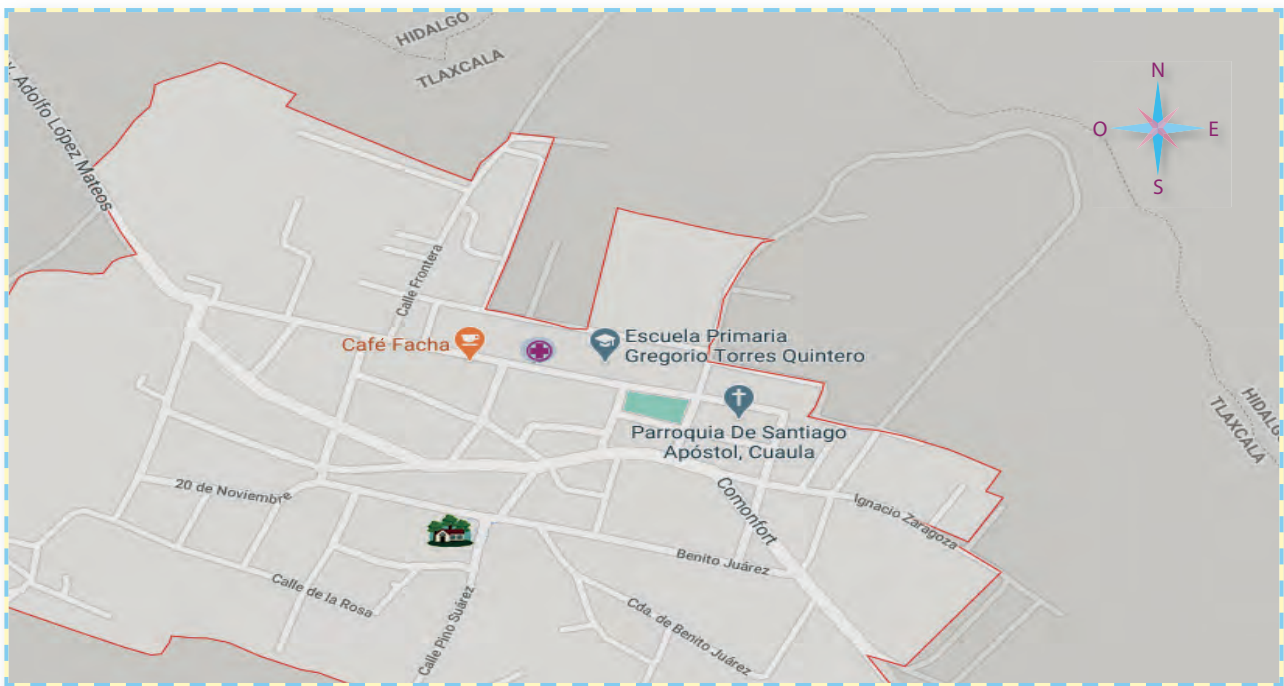 HIDALGO
TLAXCALA
N
O
E
S
Adolfo López Mateos
Calle Frontera
Café Facha
Escuela Primaria
Gregorio Torres Quintero
HIDALG
TLAXCALA
Parroquia De Santiago
Apóstol, Cuaula
20 de Noviembre
Comonfort
Ignacio Zaragoza
Benito Juárez
Calle de la Rosa
Calle Pino Suárez
Cda. de Benito Juárez